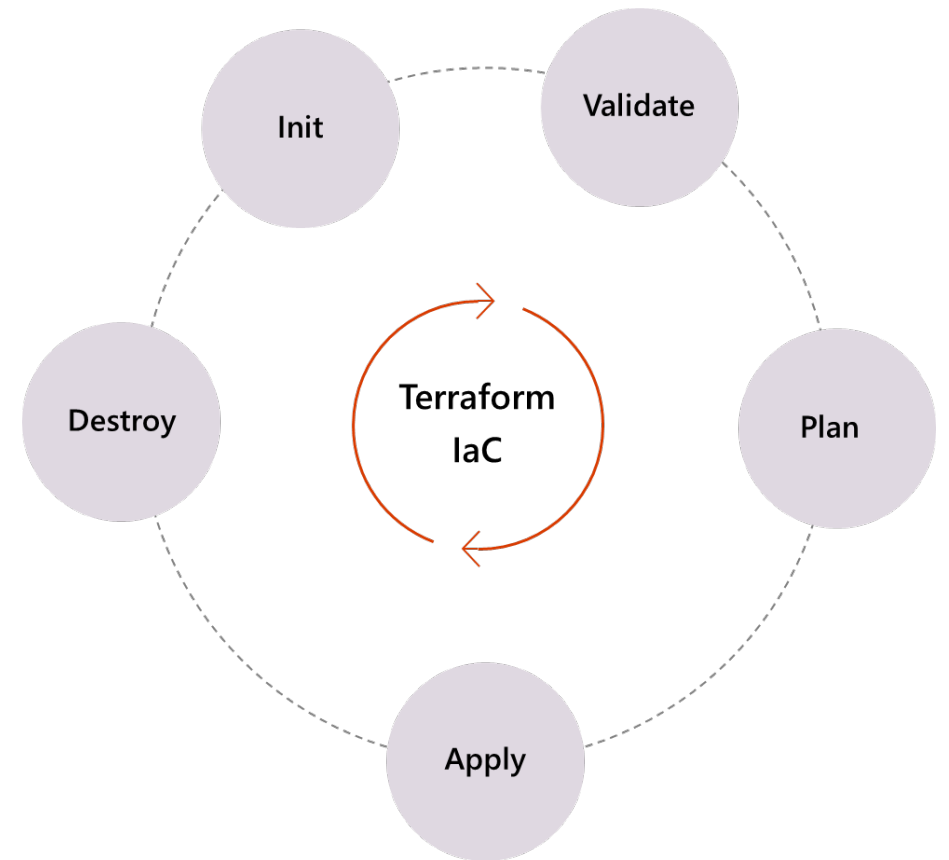 Init
Validate
Destroy
Terraform
IaC
Plan
Apply